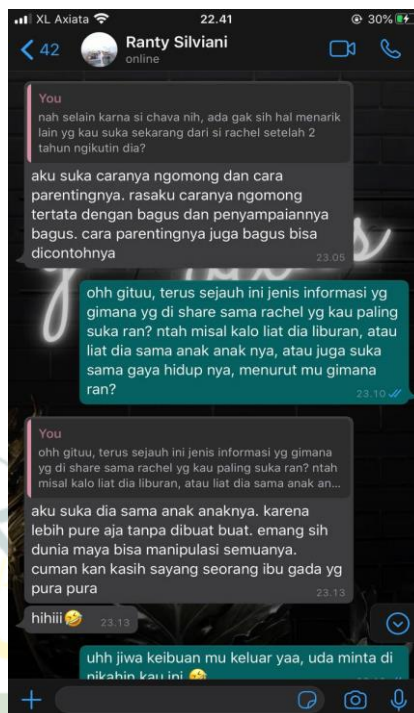 XL Axiata
22.41
30%
42
Ranty Silviani
online
You
nah selain karna si chava nih, ada gak sih hal menarik
lain yg kau suka sekarang dari si rachel setelah 2
tahun ngikutin dia?
aku suka caranya ngomong dan cara
parentingnya. rasaku caranya ngomong
tertata dengan bagus dan penyampaiannya
bagus. cara parentingnya juga bagus bisa
dicontohnya
23.05
ohh gituu, terus sejauh ini jenis informasi yg
gimana yg di share sama rachel yg kau paling
suka ran? ntah misal kalo liat dia liburan, atau
liat dia sama anak anak nya, atau juga suka
sama gaya hidup nya, menurut mu gimana
ran?
23.10
You
ohh gituu, terus sejauh ini jenis informasi yg gimana
yg di share sama rachel yg kau paling suka ran? ntah
misal kalo liat dia liburan, atau liat dia sama anak an...
aku suka dia sama anak anaknya. karena
lebih pure aja tanpa dibuat buat. emang sih
dunia maya bisa manipulasi semuanya.
cuman kan kasih sayang seorang ibu gada yg
pura pura
23.13
hihiii🤣 23.13
uhh jiwa keibuan mu keluar yaa, uda minta di
nikahin kau ini